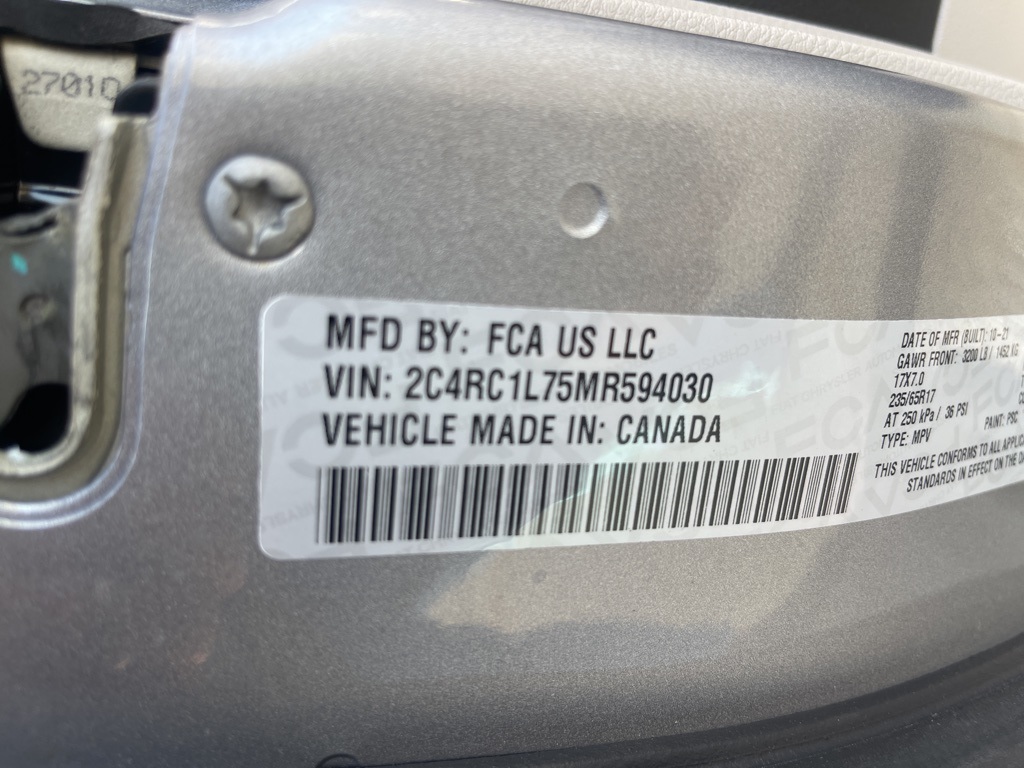 27010
MFD BY: FCA US LLC
VIN: 2C4RC1L75MR594030
VEHICLE MADE IN: CANADA
DATE OF MFR (BUILT): 10-21
GAWR FRONT: 3200 LB / 1452 KG
17X7.0
235/65R17
AT 250 kPa / 36 PSI
TYPE: MPV
PAINT: PSC
THIS VEHICLE CONFORMS TO ALL
STANDARDS IN EFFECT ON THE